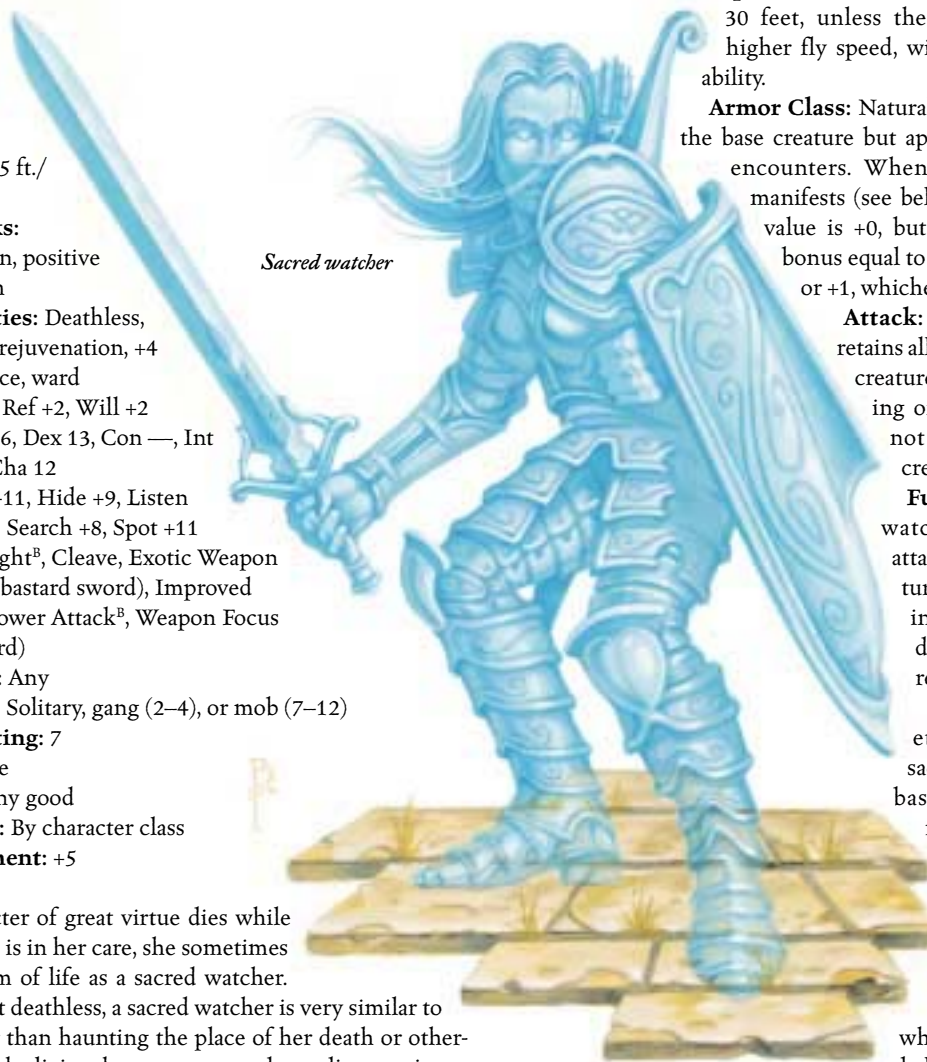 5 ft./
n, positive
ties: Deathless,
rejuvenation, +4
ce, ward
Ref +2, Will +2
6, Dex 13, Con —, Int
Cha 12
+11, Hide +9, Listen
Search +8, Spot +11
ghtᴮ, Cleave, Exotic Weapon
bastard sword), Improved
ower Attackᴮ, Weapon Focus
rd)
: Any
Solitary, gang (2–4), or mob (7–12)
ting: 7
ny good
: By character class
nent: +5
cter of great virtue dies while
is in her care, she sometimes
m of life as a sacred watcher.
t deathless, a sacred watcher is very similar to
than haunting the place of her death or other-
Sacred watcher
30 feet, unless the
higher fly speed, wi
ability.
Armor Class: Natura
the base creature but ap
encounters. When
manifests (see bel
value is +0, but
bonus equal to
or +1, whiche
Attack:
retains all
creature
ing o
not
cre
Fu
watc
atta
tur
in
d
re
et
sa
bas
wh